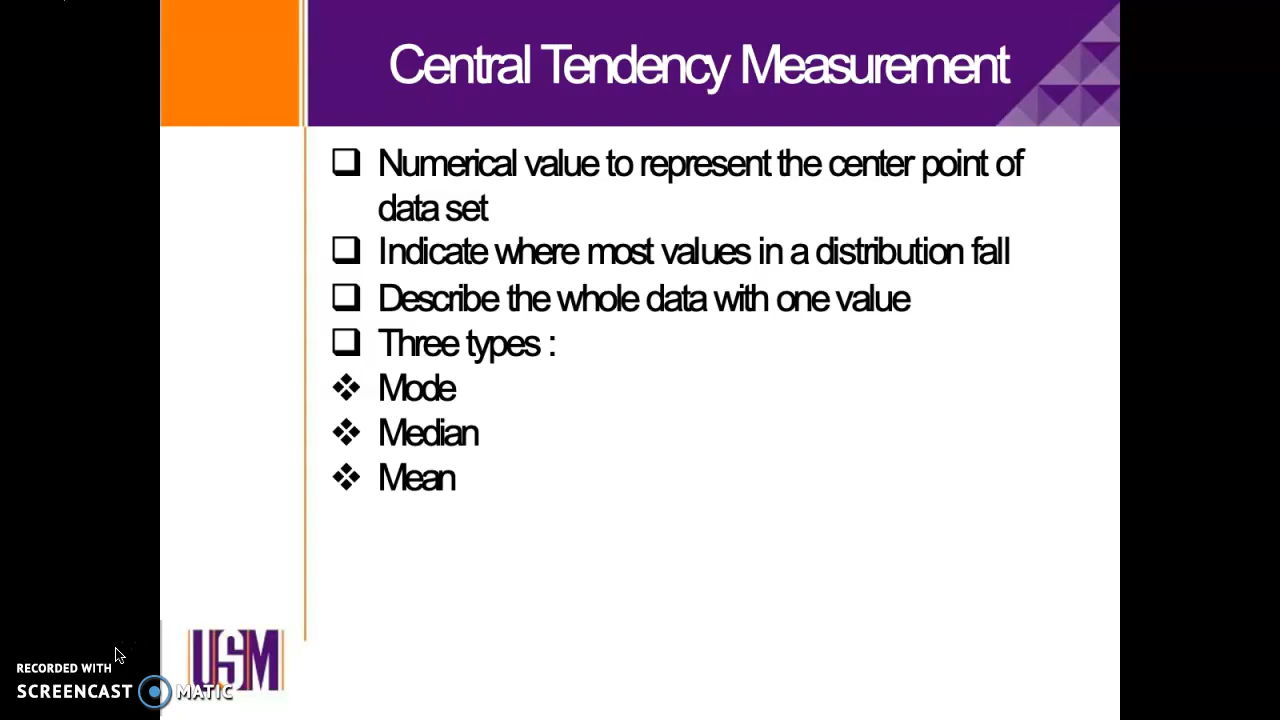 Central Tendency Measurement
Numerical value to represent the center point of
data set
Indicate where most values in a distribution fall
Describe the whole data with one value
Three types :
Mode
Median
Mean
USM
RECORDED WITH
SCREENCAST MATIC